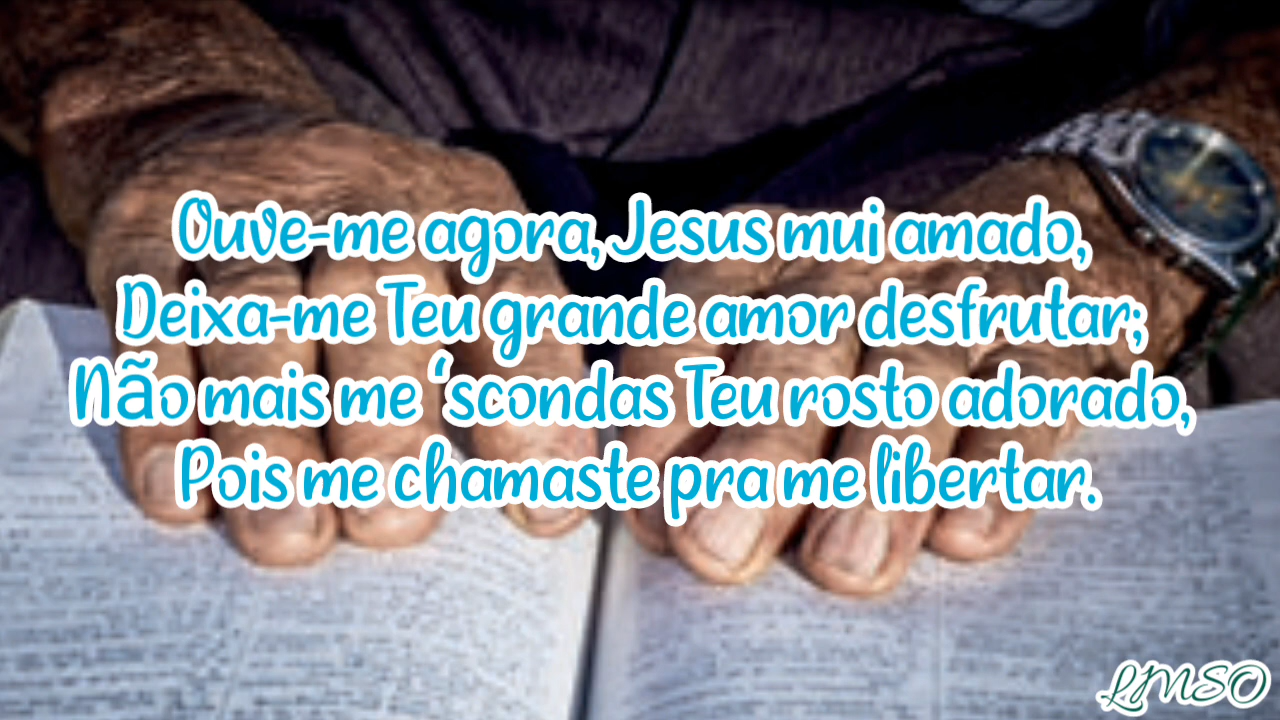 Ouve-me agora, Jesus mui amado,
Deixa-me Teu grande amor desfrutar;
Não mais me ‘scondas Teu rosto adorado,
Pois me chamaste pra me libertar.
LMSO